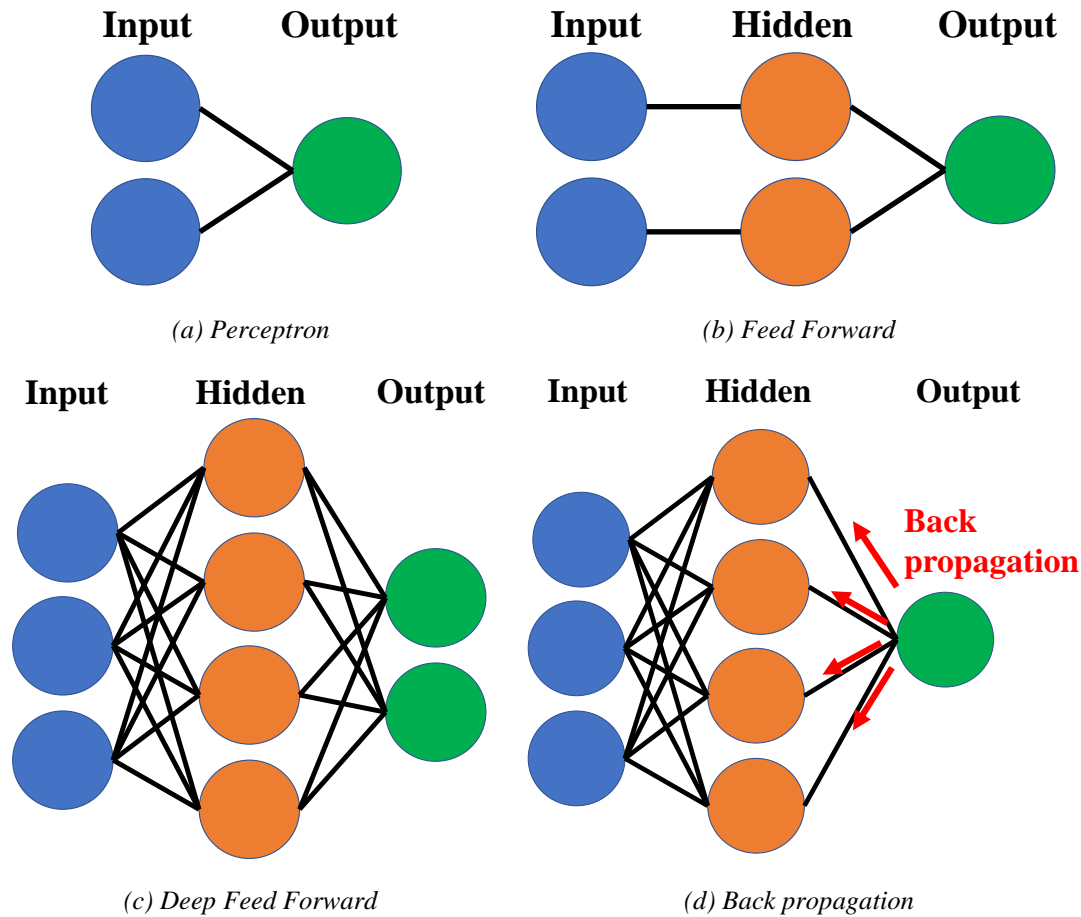 Input Output
Input Hidden Output
(a) Perceptron
(b) Feed Forward
Input Hidden Output
Input Hidden Output
Back
propagation
(c) Deep Feed Forward
(d) Back propagation